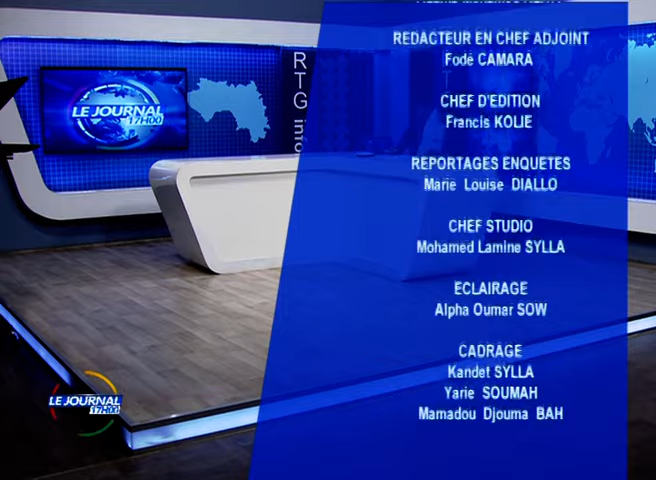 LE JOURNAL
17H00
RTG info
REDACTEUR EN CHEF ADJOINT
Fodé CAMARA
CHEF D'EDITION
Francis KOLIE
REPORTAGES ENQUETES
Marie Louise DIALLO
CHEF STUDIO
Mohamed Lamine SYLLA
ECLAIRAGE
Alpha Oumar SOW
CADRAGE
Kandet SYLLA
Yarie SOUMAH
Mamadou Djouma BAH
LE JOURNAL
17H00